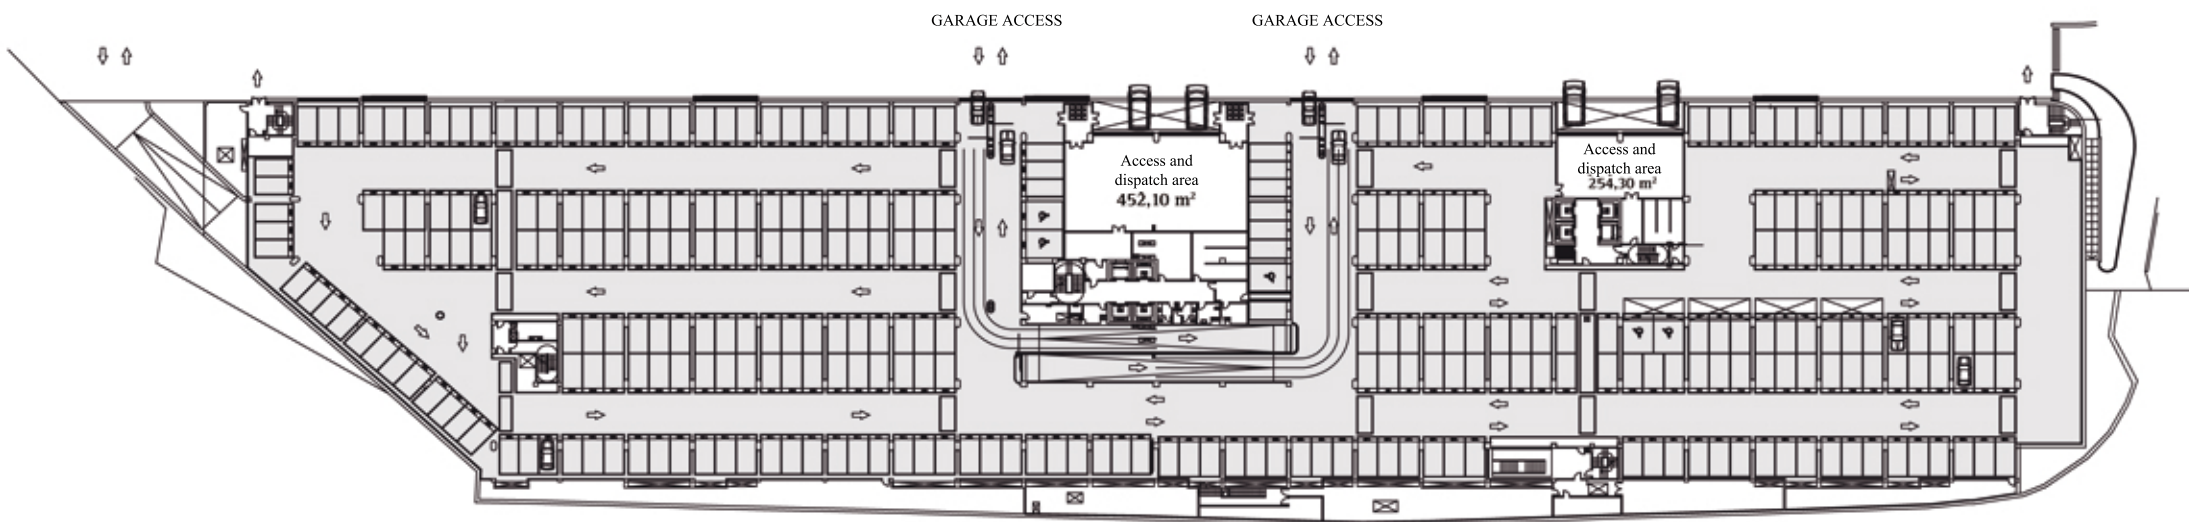 GARAGE ACCESS
GARAGE ACCESS
Access and
dispatch area
452,10 m²
Access and
dispatch area
254,30 m²